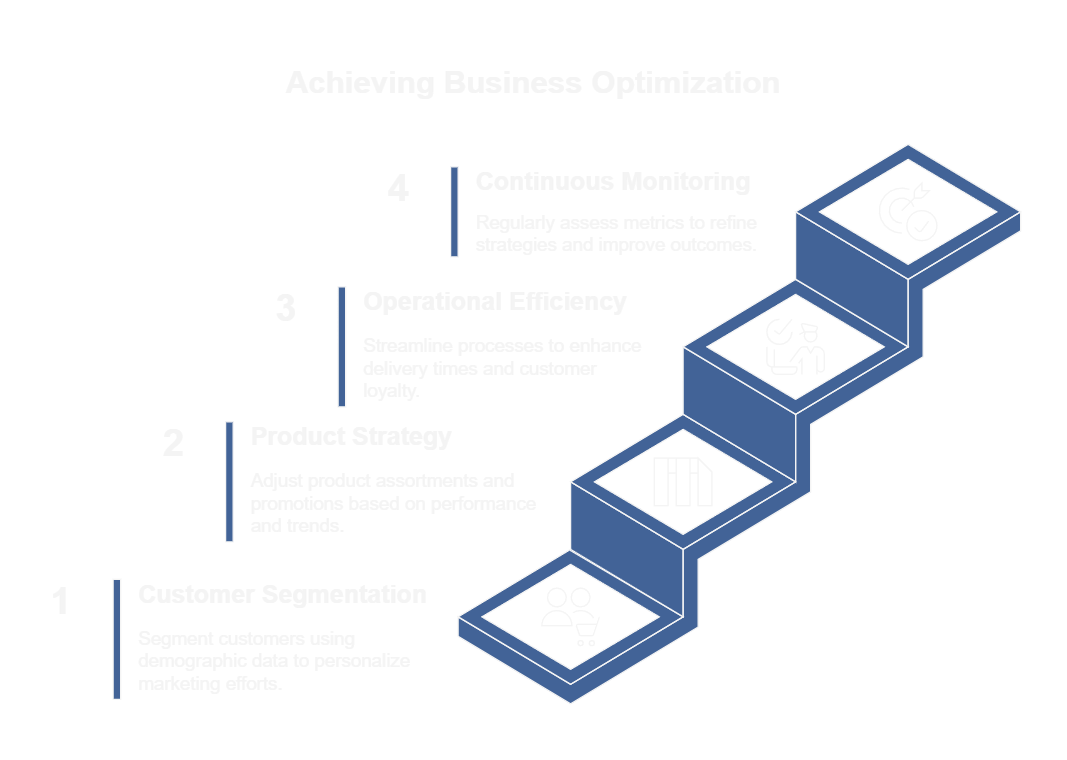 Achieving Business Optimization
4
Continuous Monitoring
Regularly assess metrics to refine
strategies and improve outcomes.
3
Operational Efficiency
Streamline processes to enhance
delivery times and customer
loyalty.
2
Product Strategy
Adjust product assortments and
promotions based on performance
and trends.
1
Customer Segmentation
Segment customers using
demographic data to personalize
marketing efforts.